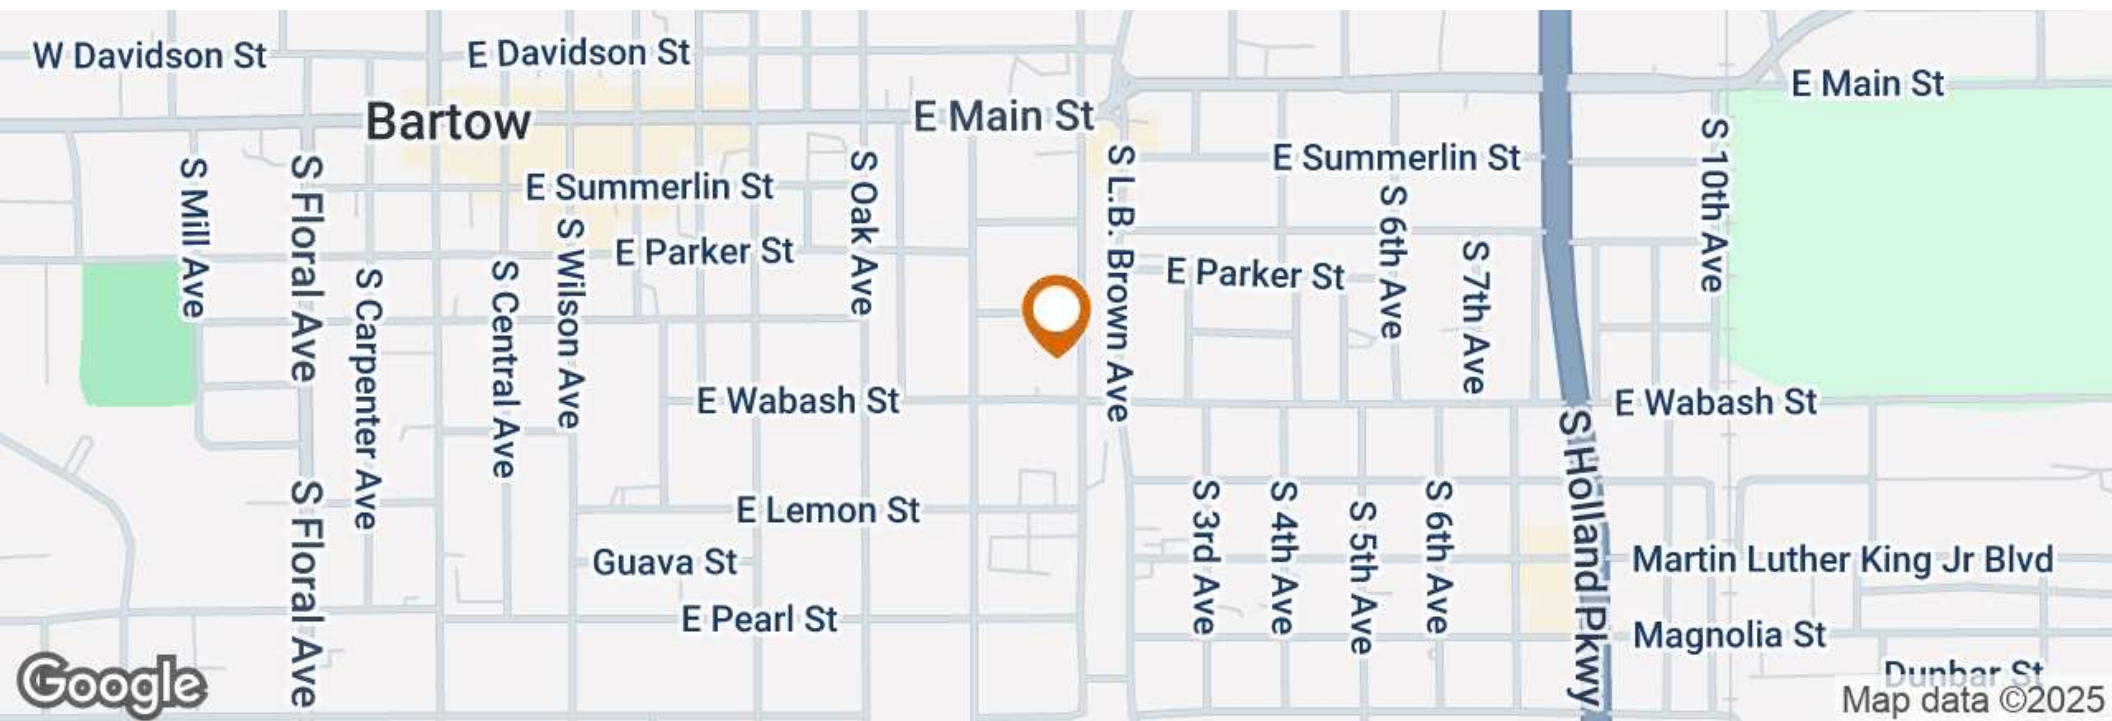 W Davidson St
E Davidson St
E Main St
Bartow
E Main St
S Mill Ave
S Floral Ave
E Summerlin St
S Oak Ave
S L.B. Brown Ave
E Summerlin St
S 10th Ave
S Carpenter Ave
S Central Ave
S Wilson Ave
E Parker St
E Parker St
S 6th Ave
S 7th Ave
E Wabash St
E Wabash St
S Floral Ave
E Lemon St
S 3rd Ave
S 4th Ave
S 5th Ave
S 6th Ave
S Holland Pkwy
Guava St
Martin Luther King Jr Blvd
E Pearl St
Magnolia St
Dunbar St
Google
Map data ©2025